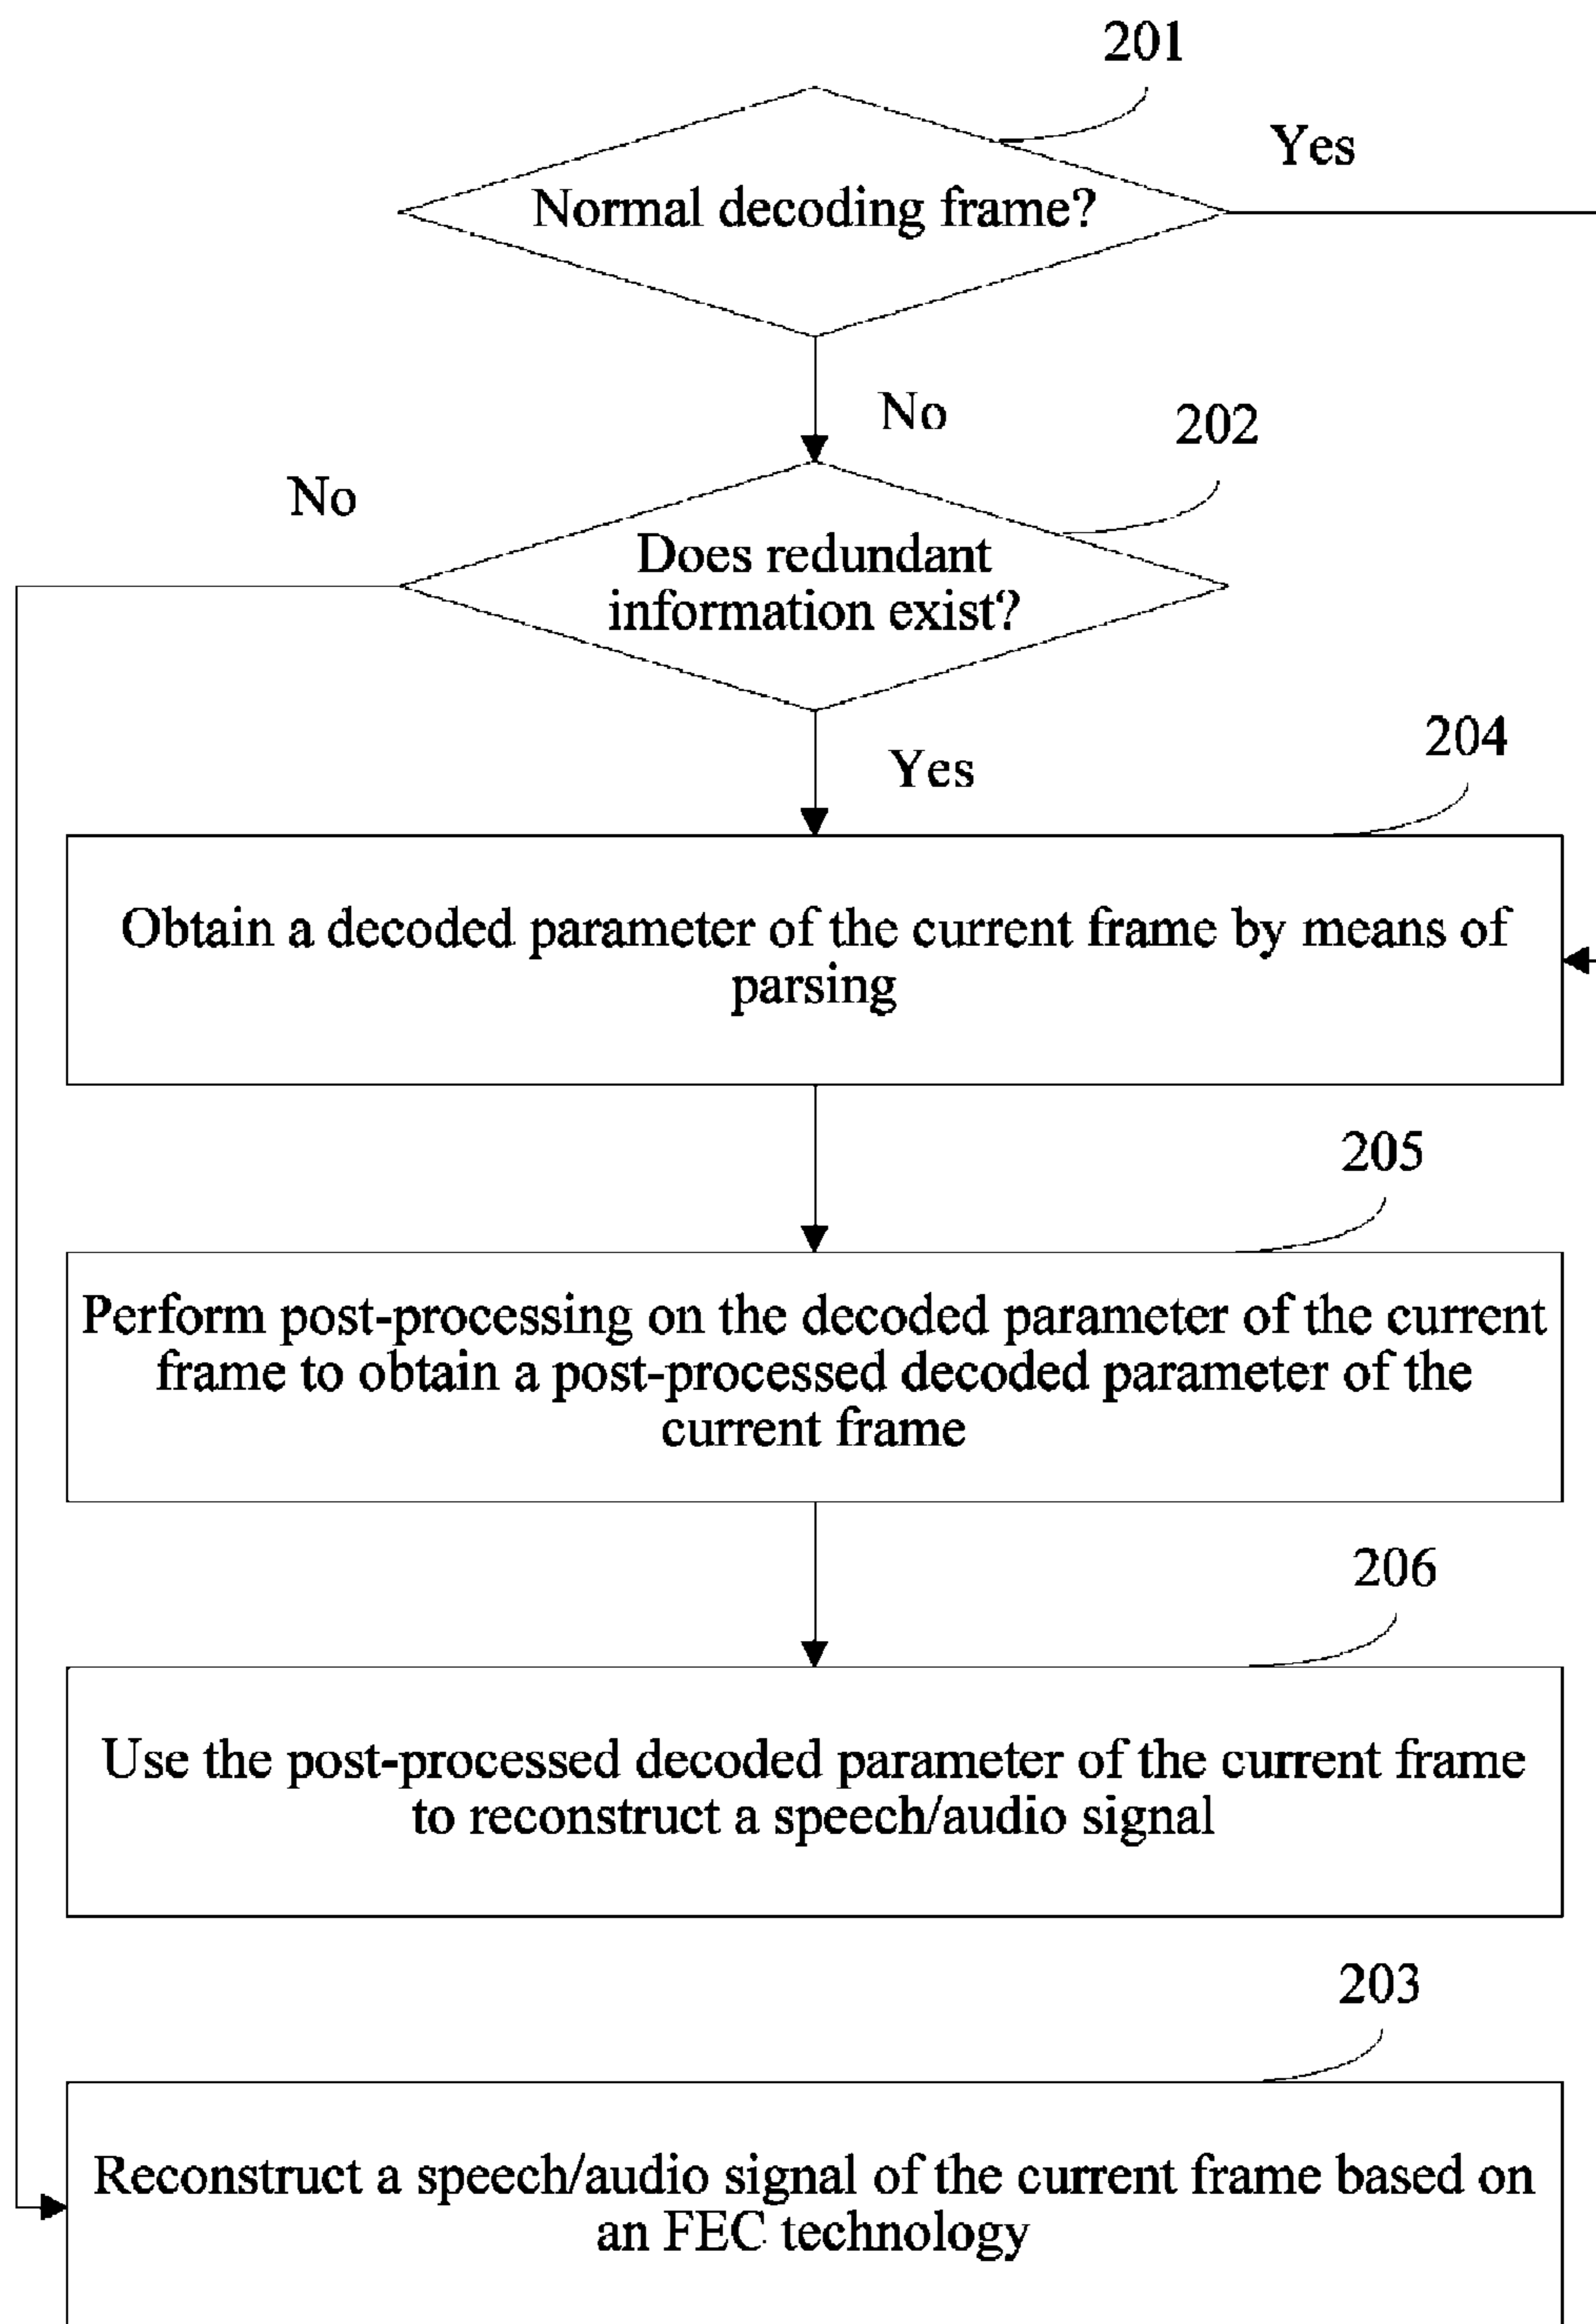 201
Yes
Normal decoding frame?
No
202
No
Does redundant
information exist?
Yes
204
Obtain a decoded parameter of the current frame by means of
parsing
205
Perform post-processing on the decoded parameter of the current
frame to obtain a post-processed decoded parameter of the
current frame
206
Use the post-processed decoded parameter of the current frame
to reconstruct a speech/audio signal
203
Reconstruct a speech/audio signal of the current frame based on
an FEC technology